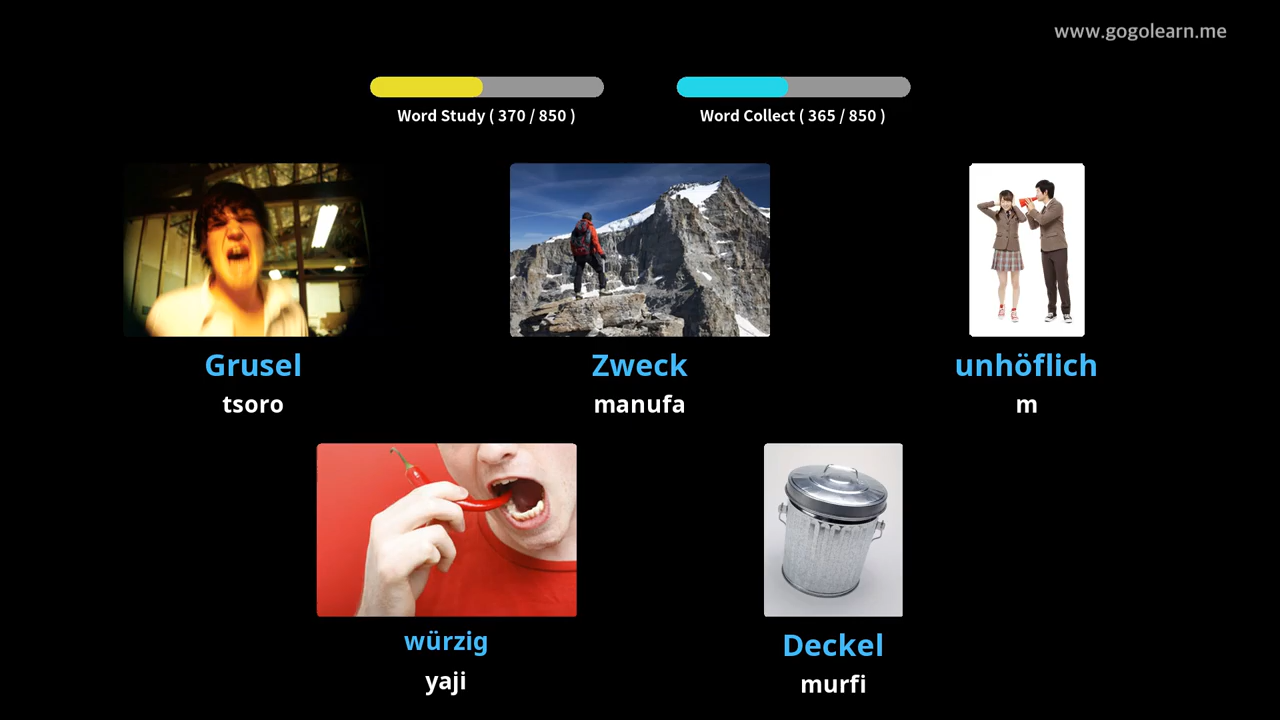 www.gogolearn.me
Word Study ( 370 / 850 )
Word Collect ( 365 / 850 )
Grusel
tsoro
Zweck
manufa
unhöflich
m
würzig
yaji
Deckel
murfi